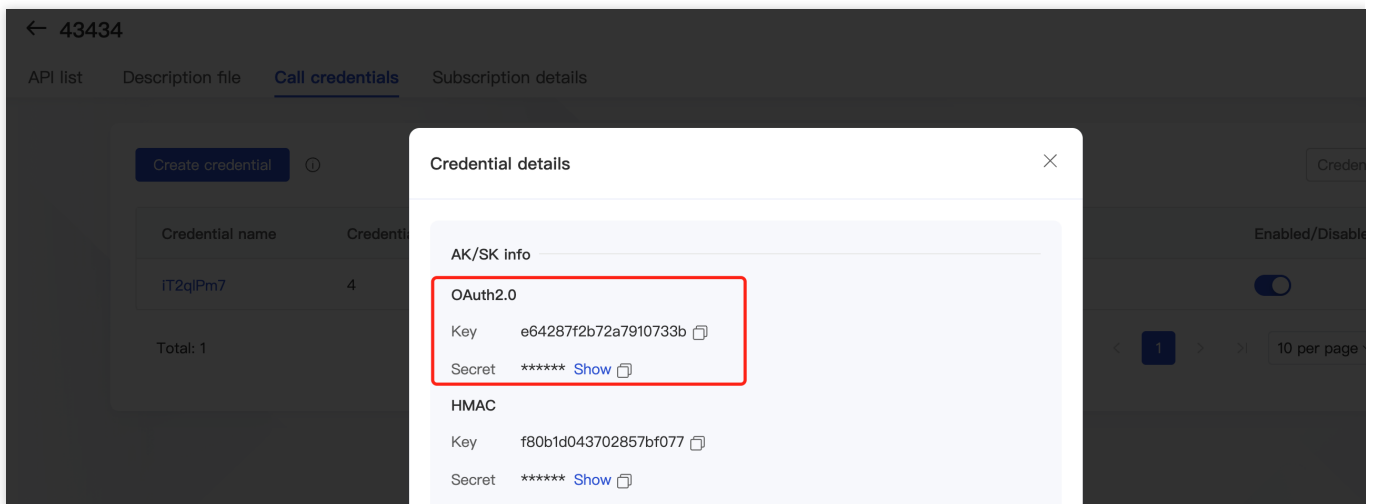 ← 43434
API list Description file Call credentials Subscription details
Create credential
Credential details
Creden
Credential name Credentia Enabled/Disable
AK/SK info
iT2qlPm7 4
OAuth2.0
Key e64287f2b72a7910733b
Total: 1 1 10 per page
Secret ****** Show
HMAC
Key f80b1d043702857bf077
Secret ****** Show